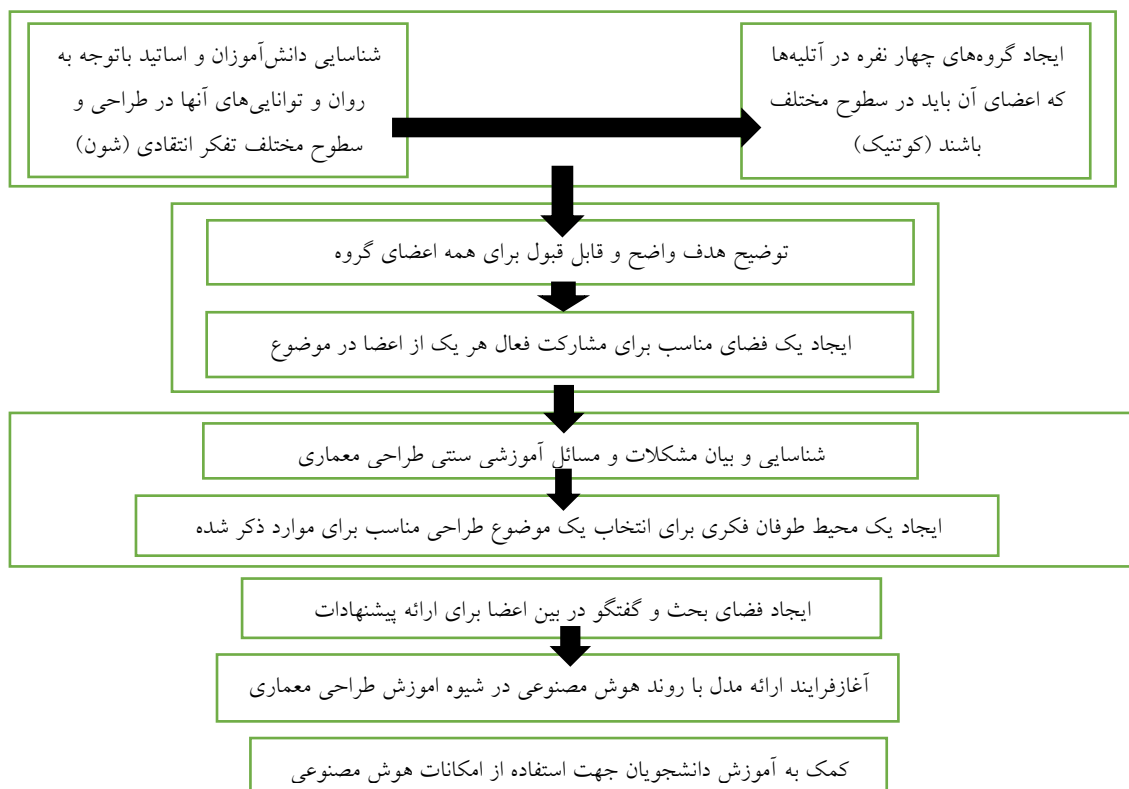 شناسایی دانش‌آموزان و اساتید باتوجه به
روان و توانایی‌های آنها در طراحی و
سطوح مختلف تفکر انتقادی (شون)
ایجاد گروه‌های چهار نفره در آتلیه‌ها
که اعضای آن باید در سطوح مختلف
باشند (کوتنیک)
توضیح هدف واضح و قابل قبول برای همه اعضای گروه
ایجاد یک فضای مناسب برای مشارکت فعال هر یک از اعضا در موضوع
شناسایی و بیان مشکلات و مسائل آموزشی سنتی طراحی معماری
ایجاد یک محیط طوفان فکری برای انتخاب یک موضوع طراحی مناسب برای موارد ذکر شده
ایجاد فضای بحث و گفتگو در بین اعضا برای ارائه پیشنهادات
آغازفرایند ارائه مدل با روند هوش مصنوعی در شیوه اموزش طراحی معماری
کمک به آموزش دانشجویان جهت استفاده از امکانات هوش مصنوعی